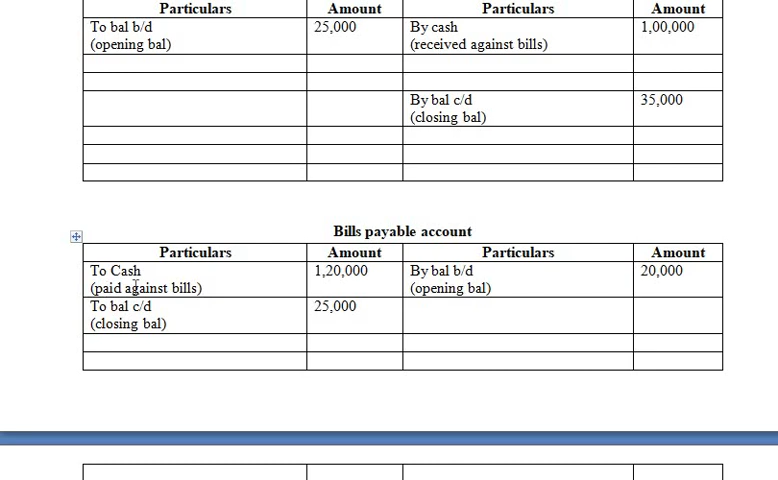 Particulars Amount Particulars Amount
To bal b/d 25,000 By cash 1,00,000
(opening bal) (received against bills)
By bal c/d 35,000
(closing bal)
Bills payable account
Particulars Amount Particulars Amount
To Cash 1,20,000 By bal b/d 20,000
(paid against bills) (opening bal)
To bal c/d 25,000
(closing bal)